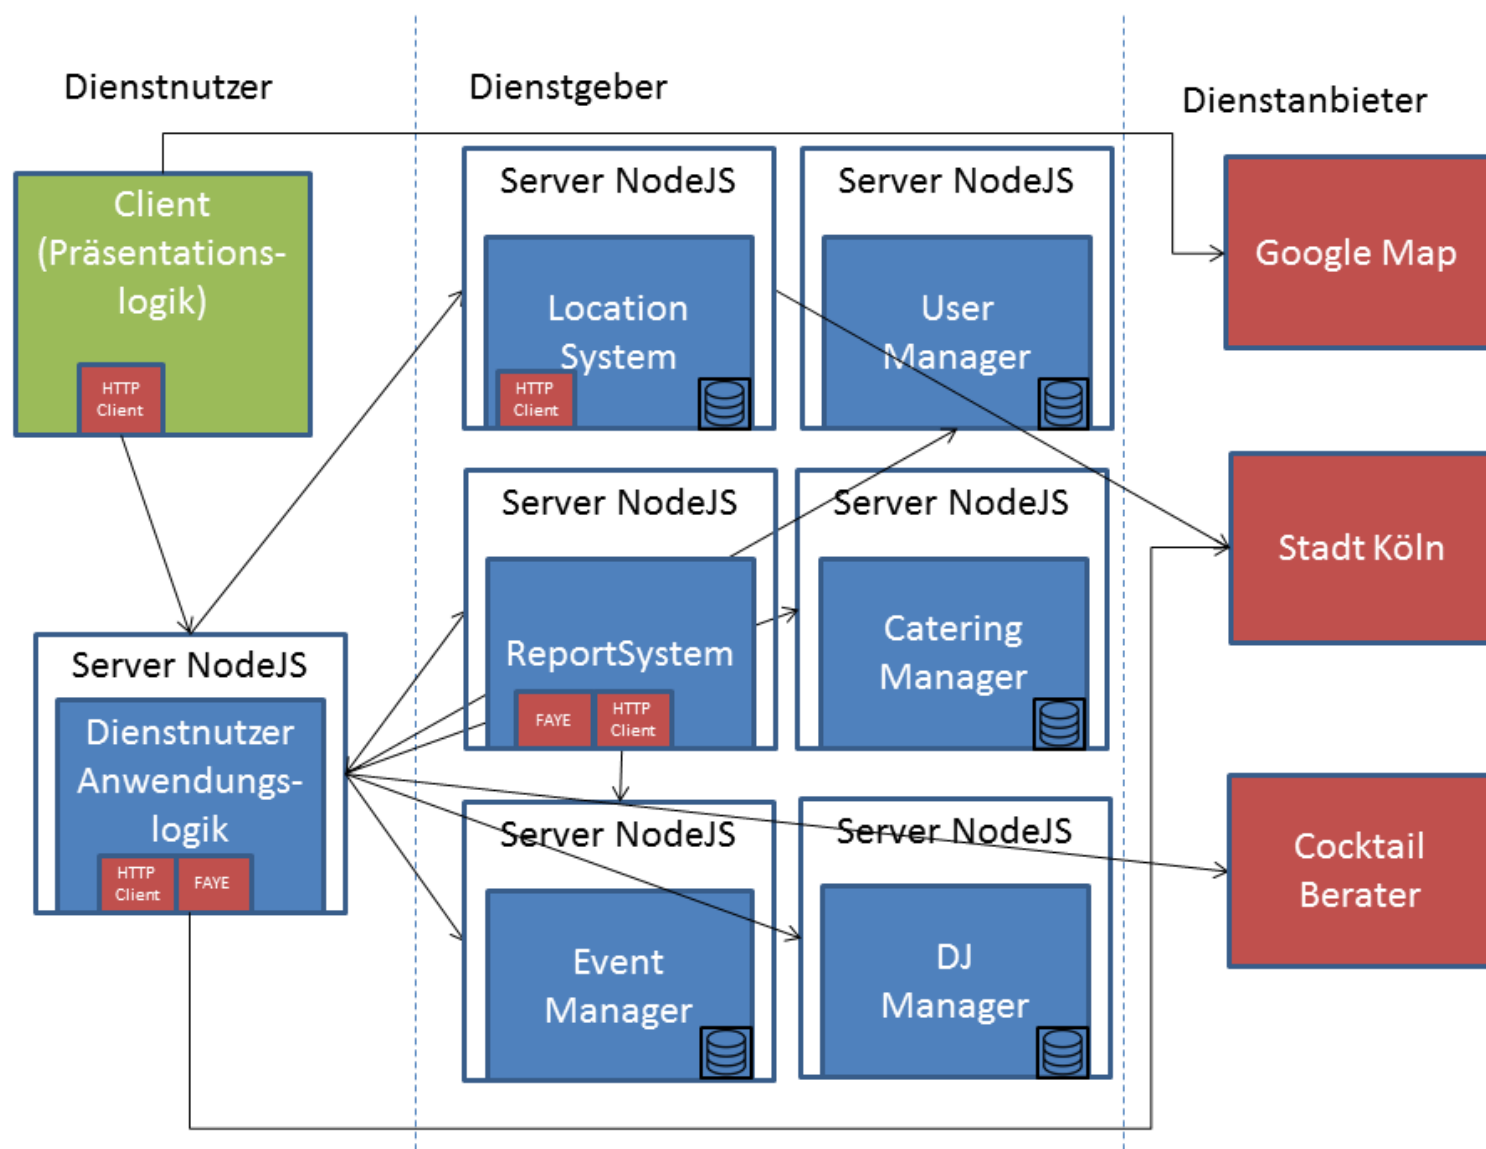 Dienstnutzer
Dienstgeber
Dienstanbieter
Client
(Präsentations-
logik)
HTTP
Client
Server NodeJS
Location
System
HTTP
Client
Server NodeJS
User
Manager
Google Map
Server NodeJS
ReportSystem
FAYE
HTTP
Client
Server NodeJS
Catering
Manager
Stadt Köln
Server NodeJS
Dienstnutzer
Anwendungs-
logik
HTTP
Client
FAYE
Server NodeJS
Event
Manager
Server NodeJS
DJ
Manager
Cocktail
Berater